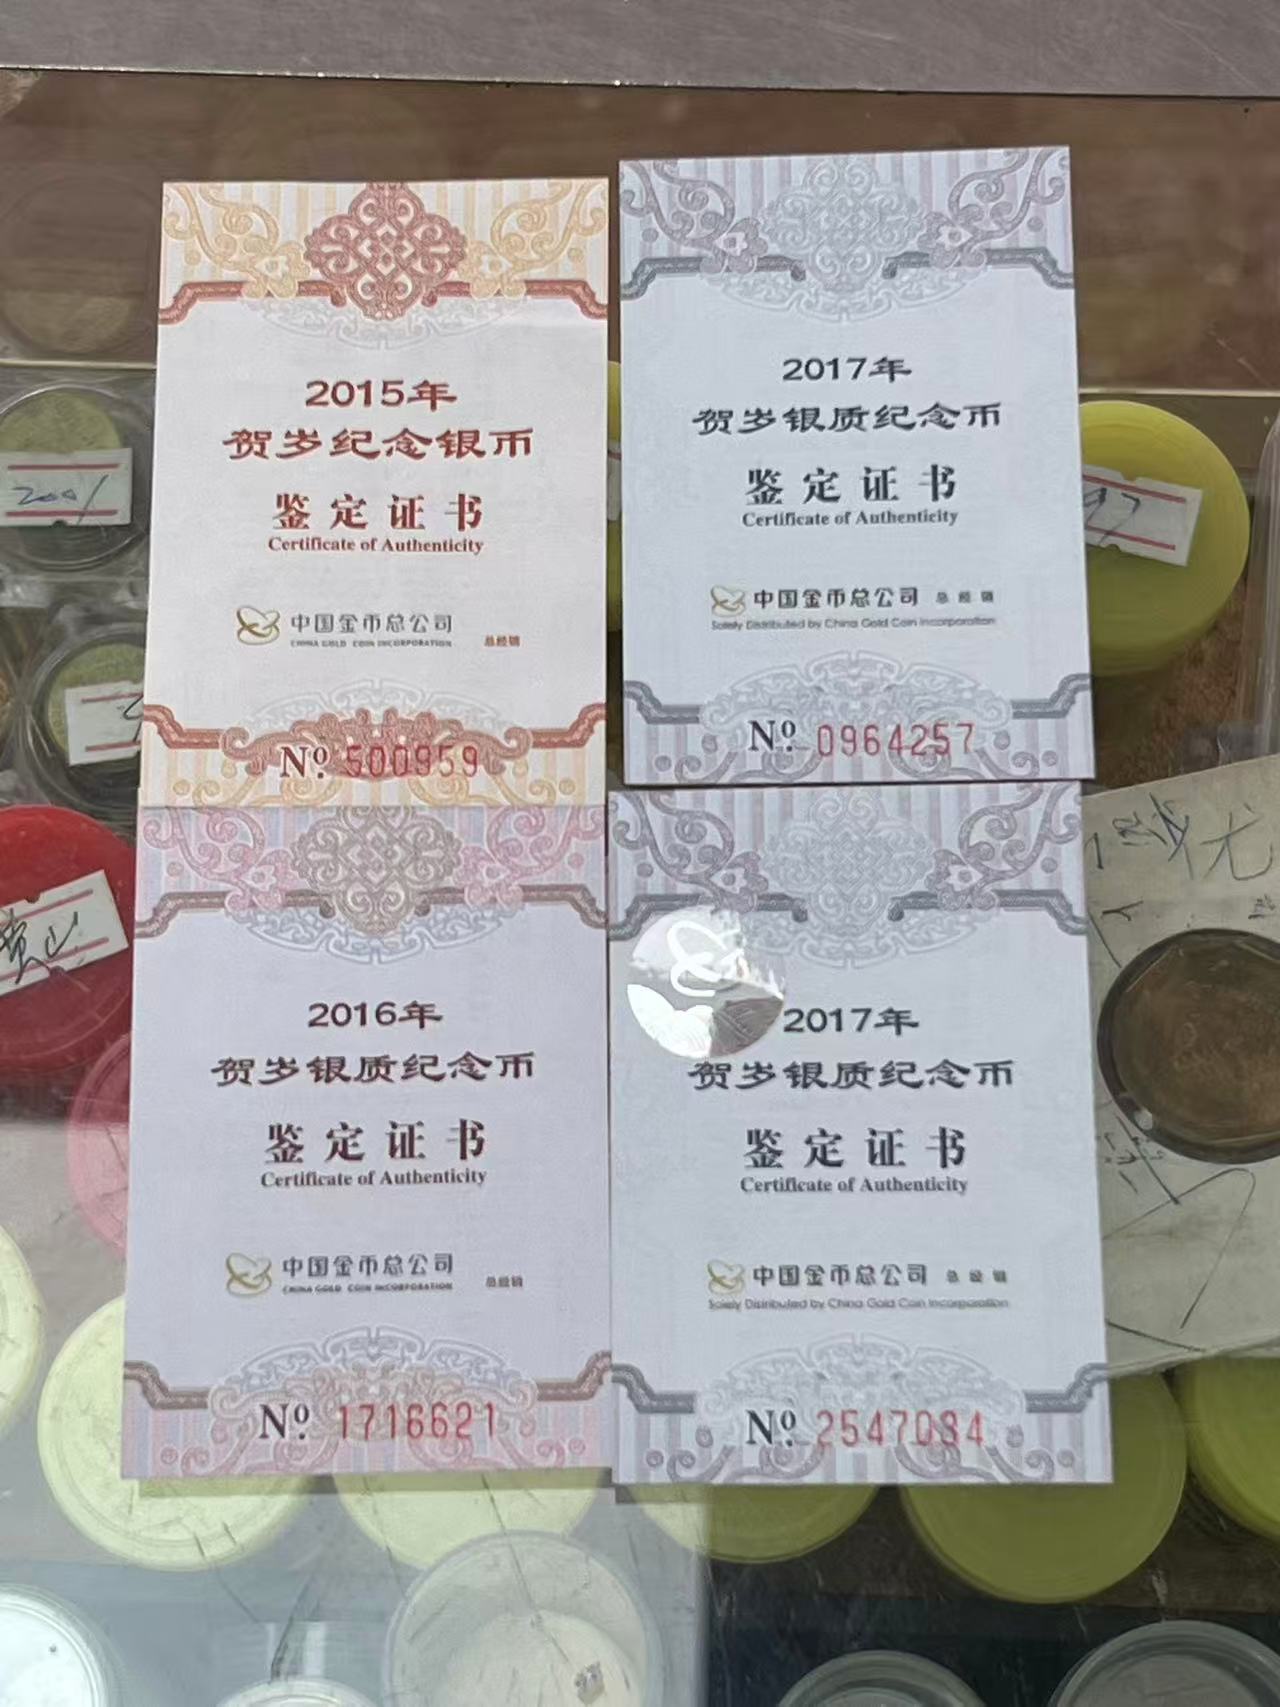 2015年
贺岁纪念银币
鉴定证书
Certificate of Authenticity
中国金币总公司
CHINA GOLD COIN INCORPORATION 总经销
Nº 500959
2017年
贺岁银质纪念币
鉴定证书
Certificate of Authenticity
中国金币总公司 总经销
Solely Distributed by China Gold Coin Incorporation
Nº 0964257
2016年
贺岁银质纪念币
鉴定证书
Certificate of Authenticity
中国金币总公司
CHINA GOLD COIN INCORPORATION 总经销
Nº 1716621
2017年
贺岁银质纪念币
鉴定证书
Certificate of Authenticity
中国金币总公司 总经销
Solely Distributed by China Gold Coin Incorporation
Nº 2547034
2001
97
黄山